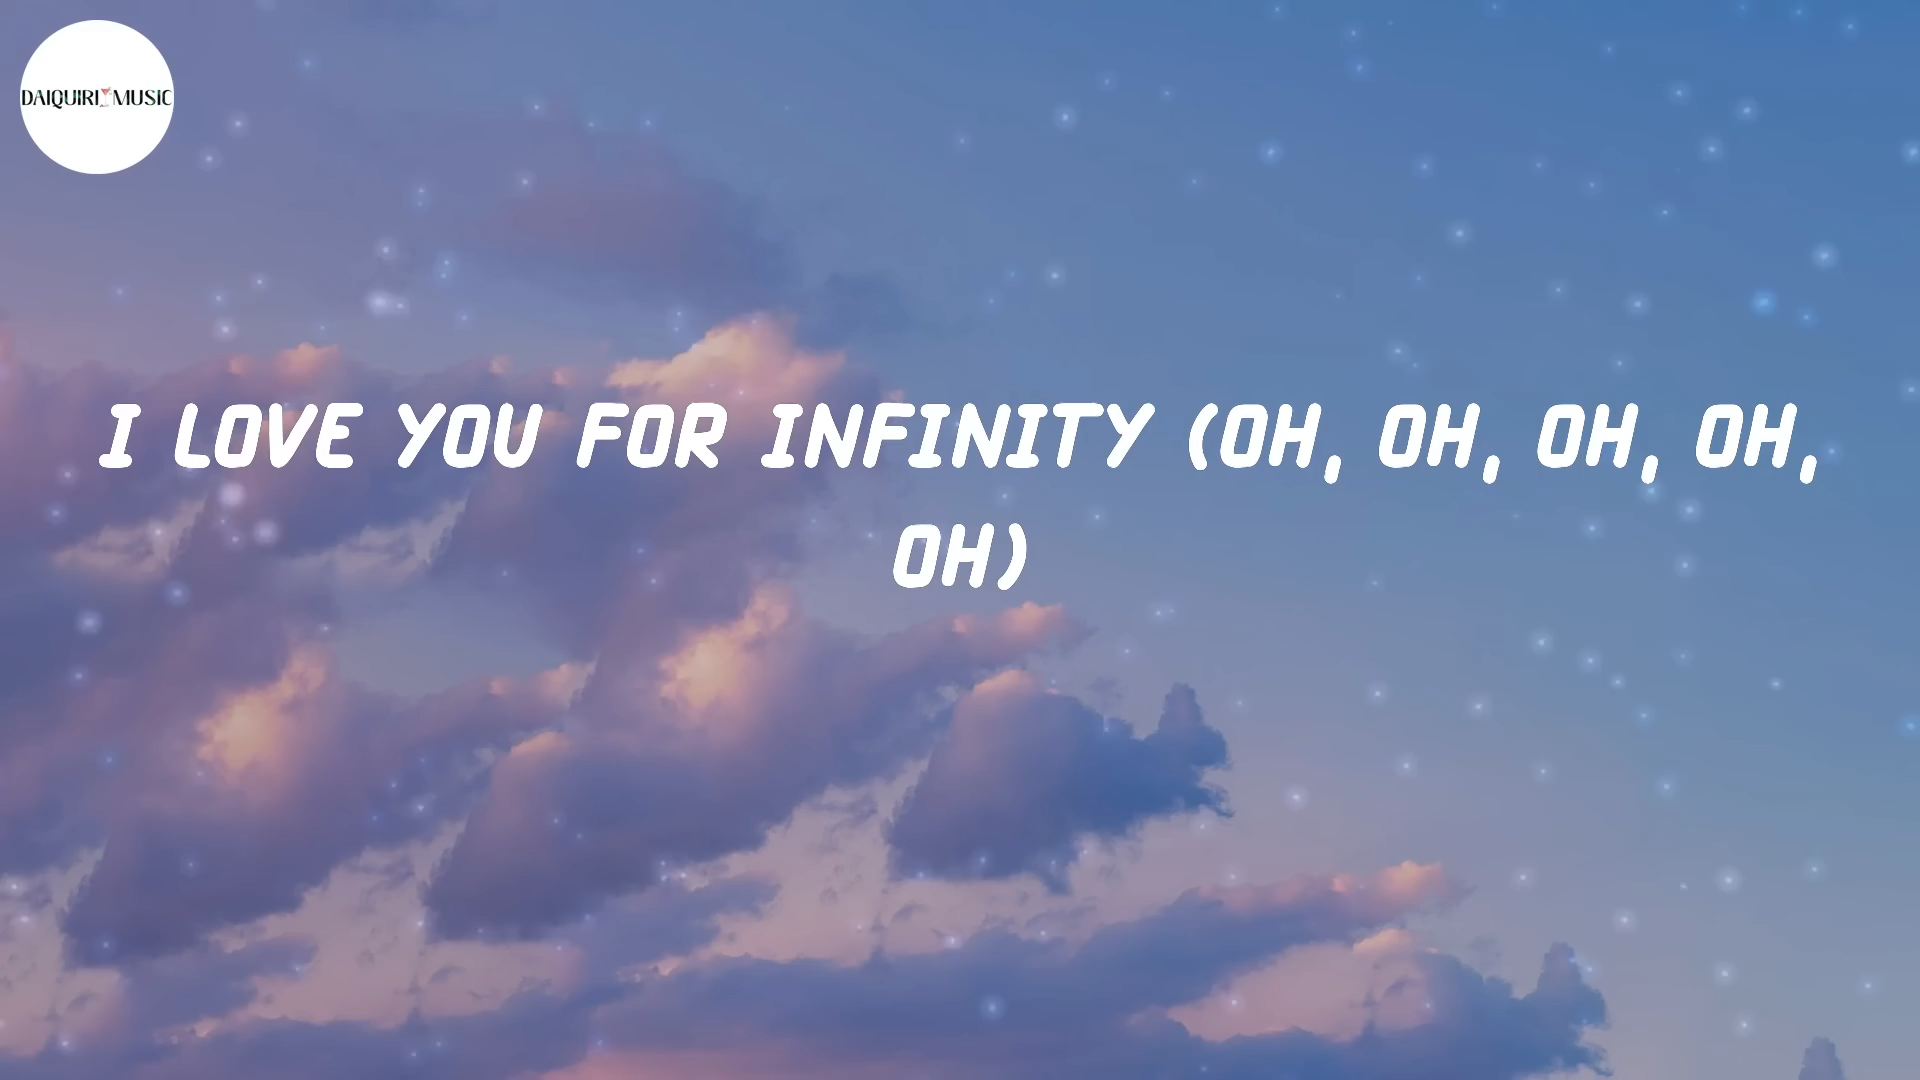 DAIQUIRI MUSIC
I LOVE YOU FOR INFINITY (OH, OH, OH, OH,
OH)